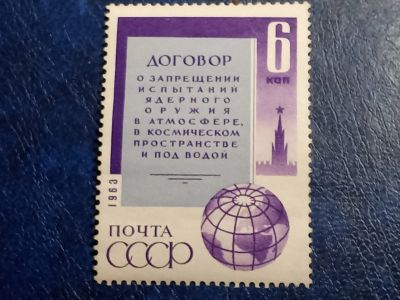 6
КОП
ДОГОВОР
О ЗАПРЕЩЕНИИ
ИСПЫТАНИЙ
ЯДЕРНОГО
ОРУЖИЯ
В АТМОСФЕРЕ,
В КОСМИЧЕСКОМ
ПРОСТРАНСТВЕ
И ПОД ВОДОЙ
1963
ПОЧТА
СССР